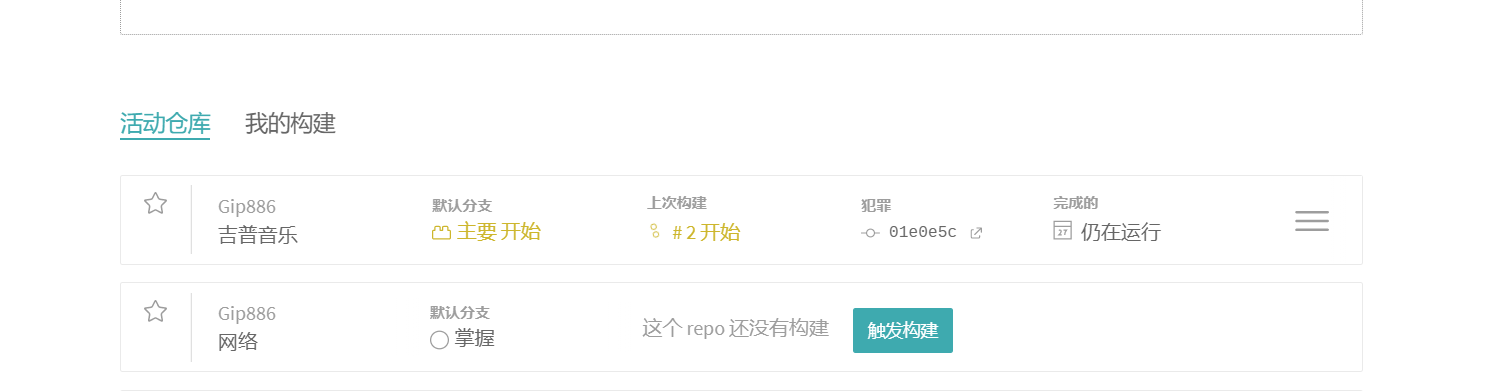 活动仓库 我的构建
Gip886 默认分支 上次构建 犯罪 完成的
吉普音乐 主要 开始 # 2 开始 01e0e5c 27 仍在运行
Gip886 默认分支
网络 掌握 这个 repo 还没有构建 触发构建